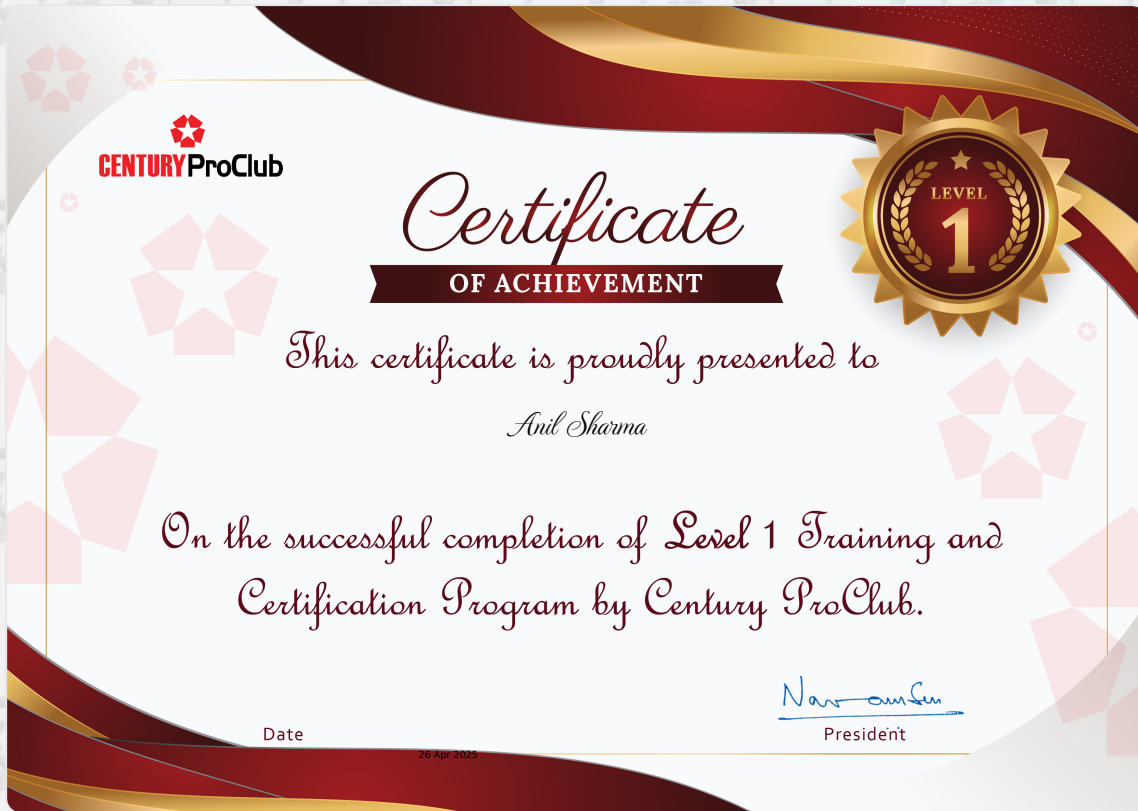 CENTURY ProClub
LEVEL
1
Certificate
OF ACHIEVEMENT
This certificate is proudly presented to
Anil Sharma
On the successful completion of Level 1 Training and
Certification Program by Century ProClub.
Date
President
26 Apr 2025